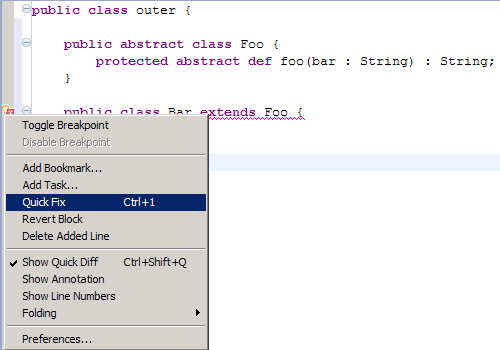 public class outer {
public abstract class Foo {
protected abstract def foo(bar : String) : String;
}
public class Bar extends Foo {
Toggle Breakpoint
Disable Breakpoint
Add Bookmark...
Add Task...
Quick Fix Ctrl+1
Revert Block
Delete Added Line
Show Quick Diff Ctrl+Shift+Q
Show Annotation
Show Line Numbers
Folding
Preferences...